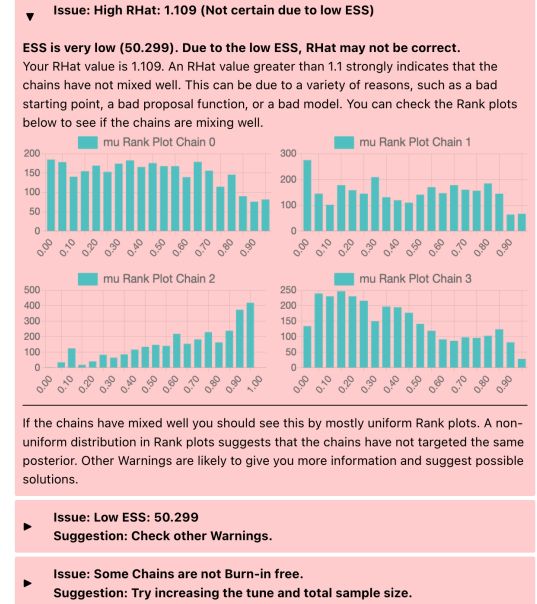 Issue: High RHat: 1.109 (Not certain due to low ESS)
ESS is very low (50.299). Due to the low ESS, RHat may not be correct.
Your RHat value is 1.109. An RHat value greater than 1.1 strongly indicates that the
chains have not mixed well. This can be due to a variety of reasons, such as a bad
starting point, a bad proposal function, or a bad model. You can check the Rank plots
below to see if the chains are mixing well.
mu Rank Plot Chain 0
200
150
100
50
0
0.00 0.10 0.20 0.30 0.40 0.50 0.60 0.70 0.80 0.90
mu Rank Plot Chain 1
300
200
100
0
0.00 0.10 0.20 0.30 0.40 0.50 0.60 0.70 0.80 0.90
mu Rank Plot Chain 2
500
400
300
200
100
0
0.00 0.10 0.20 0.30 0.40 0.50 0.60 0.70 0.80 0.90 1.00
mu Rank Plot Chain 3
250
200
150
100
50
0
0.00 0.10 0.20 0.30 0.40 0.50 0.60 0.70 0.80 0.90
If the chains have mixed well you should see this by mostly uniform Rank plots. A non-
uniform distribution in Rank plots suggests that the chains have not targeted the same
posterior. Other Warnings are likely to give you more information and suggest possible
solutions.
Issue: Low ESS: 50.299
Suggestion: Check other Warnings.
Issue: Some Chains are not Burn-in free.
Suggestion: Try increasing the tune and total sample size.